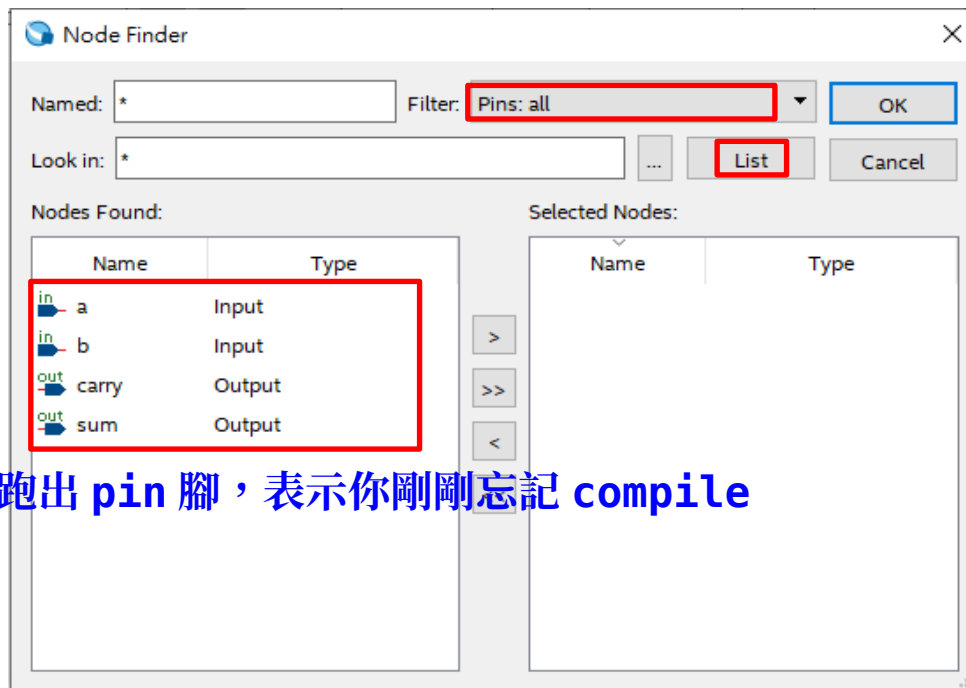 Node Finder
Named: * Filter: Pins: all OK
Look in: * ... List Cancel
Nodes Found: Selected Nodes:
Name Type Name Type
in a Input
in b Input
out carry Output
out sum Output
>
>>
<
跑出 pin 腳，表示你剛剛忘記 compile